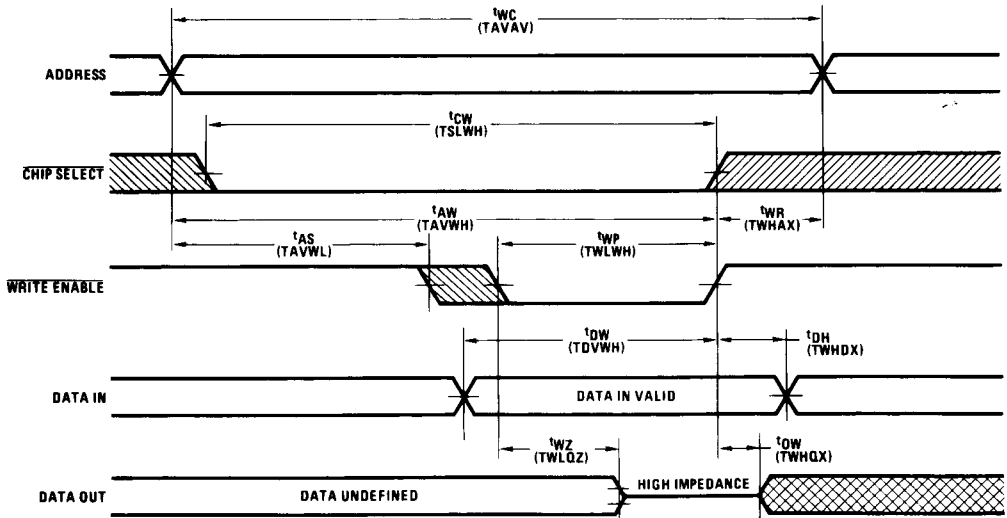 tWC
(TAVAV)
ADDRESS
tCW
(TSLWH)
CHIP SELECT
tAW
(TAVWH)
tWR
(TWHAX)
tAS
(TAVWL)
tWP
(TWLWH)
WRITE ENABLE
tDW
(TDVWH)
tDH
(TWHDX)
DATA IN
DATA IN VALID
tWZ
(TWLQZ)
tOW
(TWHQX)
DATA OUT
DATA UNDEFINED
HIGH IMPEDANCE